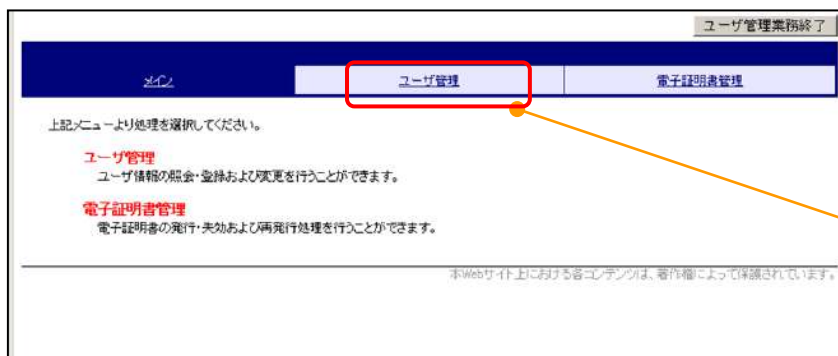 ユーザ管理業務終了
メイン ユーザ管理 電子証明書管理
上記メニューより処理を選択してください。
ユーザ管理
ユーザ情報の照会・登録および変更を行うことができます。
電子証明書管理
電子証明書の発行・失効および再発行処理を行うことができます。
本Webサイト上における各コンテンツは、著作権によって保護されています。